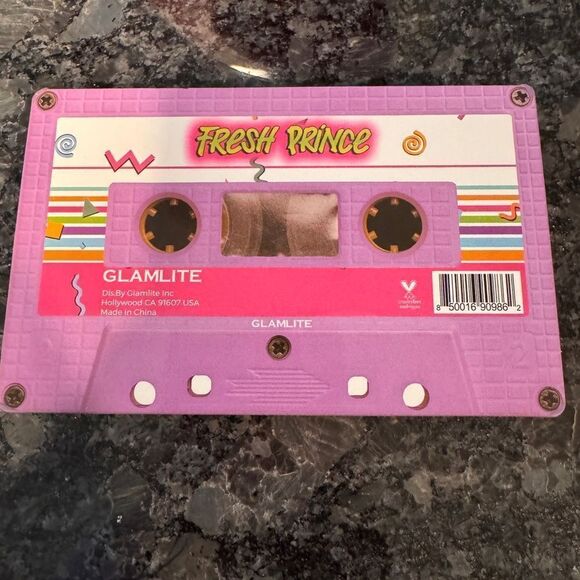 FRESH PRINCE
GLAMLITE
Dis.By Glamlite Inc
Hollywood CA 91607-USA
Made in China
GLAMLITE
8 50016 90986 2